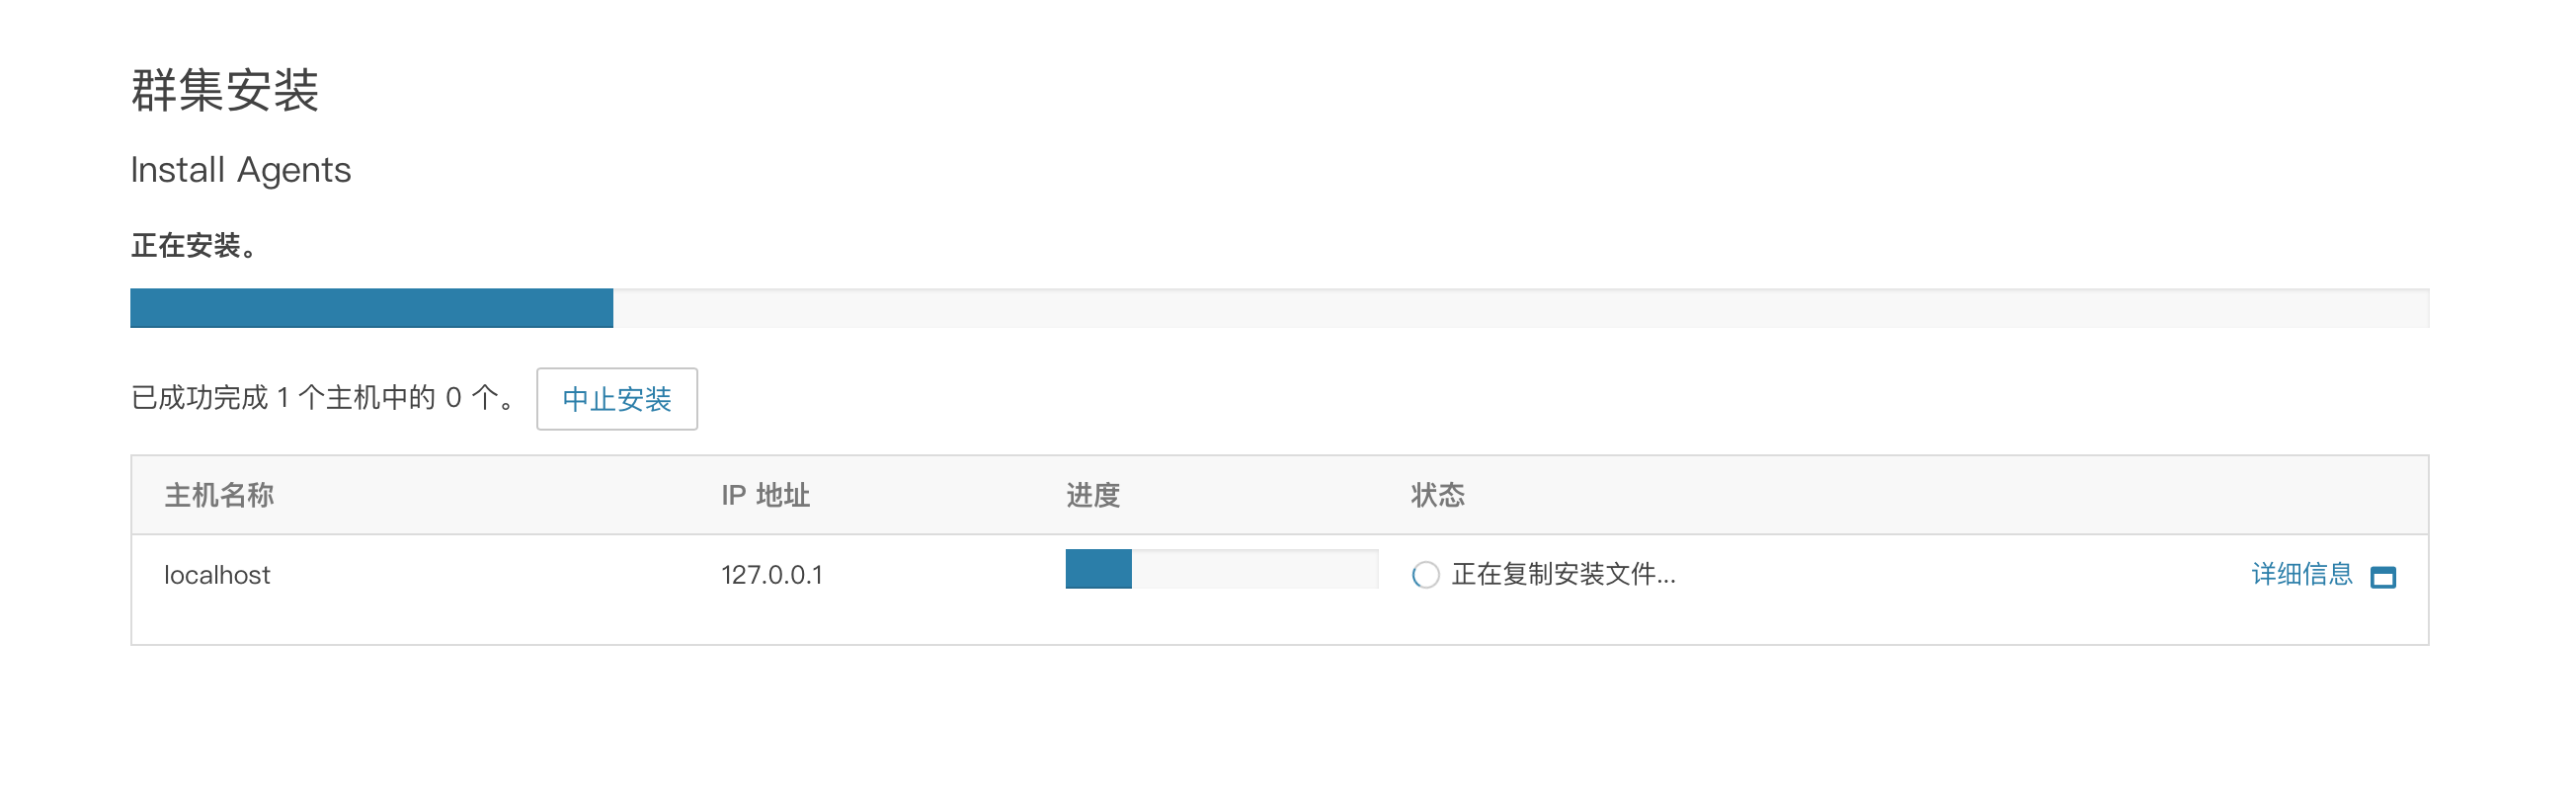 群集安装
Install Agents
正在安装。
已成功完成 1 个主机中的 0 个。 中止安装
主机名称 IP 地址 进度 状态
localhost 127.0.0.1 正在复制安装文件... 详细信息